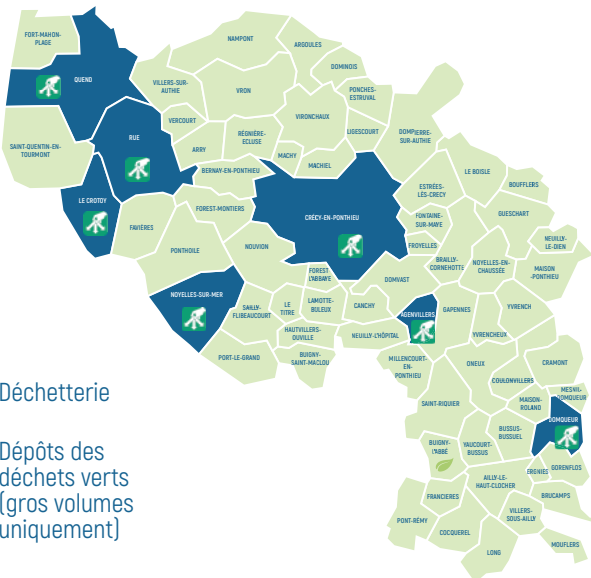 FORT-MAHON-
PLAGE
NAMPONT
ARGOULES
DOMINOIS
QUEND
VILLERS-SUR-
AUTHIE
VRON
PONCHES-
ESTRUVAL
VERCOURT
VIRONCHAUX
RUE
RÉGNIÈRE-
ECLUSE
LIGESCOURT
DOMPIERRE-
SUR-AUTHIE
SAINT-QUENTIN-EN-
TOURMONT
ARRY
MACHY
MACHIEL
BERNAY-EN-PONTHIEU
LE BOISLE
BOUFFLERS
ESTRÉES-
LÈS-CRÉCY
LE CROTOY
FOREST-MONTIERS
CRÉCY-EN-PONTHIEU
FONTAINE-
SUR-MAYE
GUESCHART
FAVIÈRES
NEUILLY-
LE-DIEN
PONTHOILE
NOUVION
FROYELLES
BRAILLY-
CORNEHOTTE
NOYELLES-EN-
CHAUSSÉE
MAISON
-PONTHIEU
FOREST
L'ABBAYE
DOMVAST
NOYELLES-SUR-MER
SAILLY-
FLIBEAUCOURT
LE
TITRE
LAMOTTE-
BULEUX
CANCHY
AGENVILLERS
GAPENNES
YVRENCH
HAUTVILLERS-
OUVILLE
NEUILLY-L'HÔPITAL
YVRENCHEUX
PORT-LE-GRAND
BUIGNY-
SAINT-MACLOU
MILLENCOURT-
EN-
PONTHIEU
ONEUX
CRAMONT
COULONVILLERS
MESNIL-
DOMQUEUR
Déchetterie
SAINT-RIQUIER
MAISON-
ROLAND
DOMQUEUR
BUSSUS-
BUSSUEL
Dépôts des
déchets verts
(gros volumes
uniquement)
BUIGNY-
L'ABBÉ
YAUCOURT-
BUSSUS
ERGNIES
GORENFLOS
AILLY-LE-
HAUT-CLOCHER
FRANCIERES
BRUCAMPS
VILLERS-
SOUS-AILLY
PONT-RÉMY
COCQUEREL
MOUFLERS
LONG